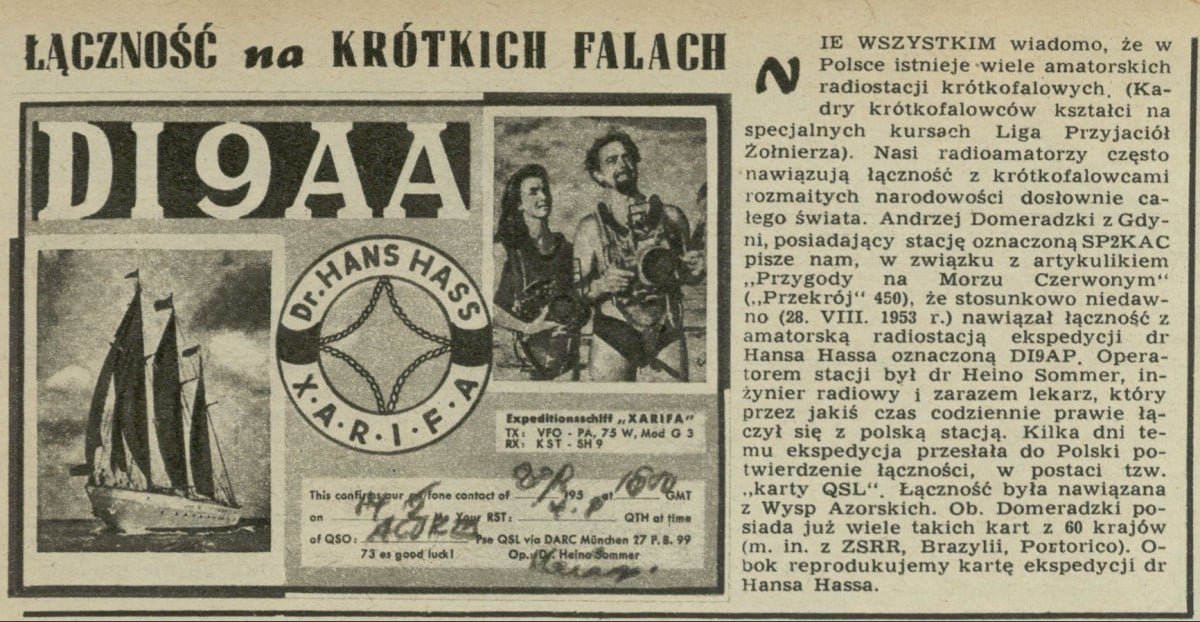 ŁĄCZNOŚĆ na KRÓTKICH FALACH
DI9AA
Dr. HANS HASS
X·A·R·I·F·A
Expeditionsschiff „XARIFA"
TX: VFO - PA, 75 W, Mod G 3
RX: KST - SH 9
This confirms our fone contact of 195 at 1600 GMT
on Mc Your RST: QTH at time
of QSO: Pse QSL via DARC München 27 P. B. 99
73 es good luck! Op. Dr. Heino Sommer
NIE WSZYSTKIM wiadomo, że w
Polsce istnieje wiele amatorskich
radiostacji krótkofalowych. (Ka-
dry krótkofalowców kształci na
specjalnych kursach Liga Przyjaciół
Żołnierza). Nasi radioamatorzy często
nawiązują łączność z krótkofalowcami
rozmaitych narodowości dosłownie ca-
łego świata. Andrzej Domeradzki z Gdy-
ni, posiadający stację oznaczoną SP2KAC
pisze nam, w związku z artykulikiem
„Przygody na Morzu Czerwonym"
(„Przekrój" 450), że stosunkowo niedaw-
no (28. VIII. 1953 r.) nawiązał łączność z
amatorską radiostacją ekspedycji dr
Hansa Hassa oznaczoną DI9AP. Opera-
torem stacji był dr Heino Sommer, in-
żynier radiowy i zarazem lekarz, który
przez jakiś czas codziennie prawie łą-
czył się z polską stacją. Kilka dni te-
mu ekspedycja przesłała do Polski po-
twierdzenie łączności, w postaci tzw.
„karty QSL". Łączność była nawiązana
z Wysp Azorskich. Ob. Domeradzki po-
siada już wiele takich kart z 60 krajów
(m. in. z ZSRR, Brazylii, Portorico). O-
bok reprodukujemy kartę ekspedycji dr
Hansa Hassa.